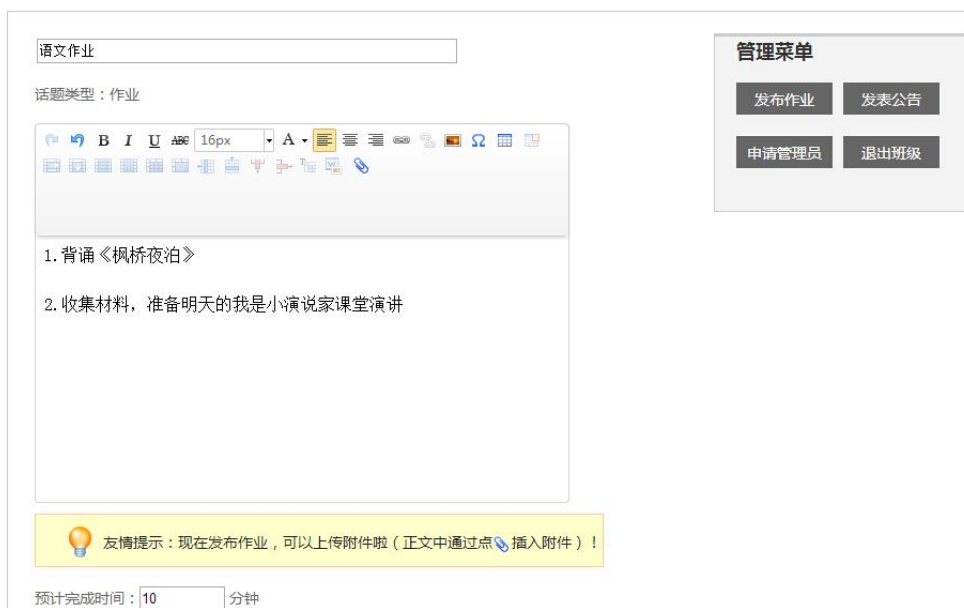 语文作业
话题类型：作业
B I U ABC 16px A Ω
1.背诵《枫桥夜泊》
2.收集材料，准备明天的我是小演说家课堂演讲
友情提示：现在发布作业，可以上传附件啦（正文中通过点插入附件）！
预计完成时间：10 分钟
管理菜单
发布作业 发表公告
申请管理员 退出班级